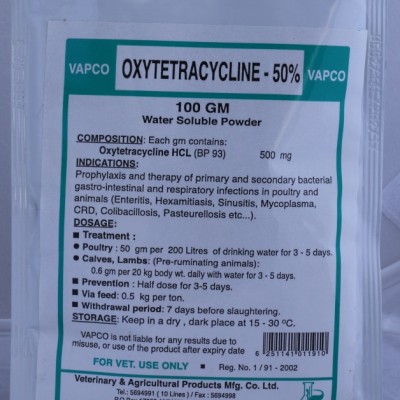 VAPCO OXYTETRACYCLINE - 50% VAPCO
100 GM
Water Soluble Powder
COMPOSITION: Each gm contains:
Oxytetracycline HCL (BP 93) 500 mg
INDICATIONS:
Prophylaxis and therapy of primary and secondary bacterial
gastro-intestinal and respiratory infections in poultry and
animals (Enteritis, Hexamitiasis, Sinusitis, Mycoplasma,
CRD, Colibacillosis, Pasteurellosis etc...).
DOSAGE:
■ Treatment :
● Poultry : 50 gm per 200 Litres of drinking water for 3 - 5 days.
● Calves, Lambs: (Pre-ruminating animals):
0.6 gm per 20 kg body wt. daily with water for 3 - 5 days.
■ Prevention : Half dose for 3-5 days.
■ Via feed: 0.5 kg per ton.
■ Withdrawal period: 7 days before slaughtering.
STORAGE: Keep in a dry , dark place at 15 - 30 ºC.
VAPCO is not liable for any results due to
misuse, or use of the product after expiry date
6 251141 011910
FOR VET. USE ONLY ■ Reg. No. 1 / 91 - 2002
Veterinary & Agricultural Products Mfg. Co. Ltd.
Tel.: 5694991 (10 Lines) / Fax : 5694998